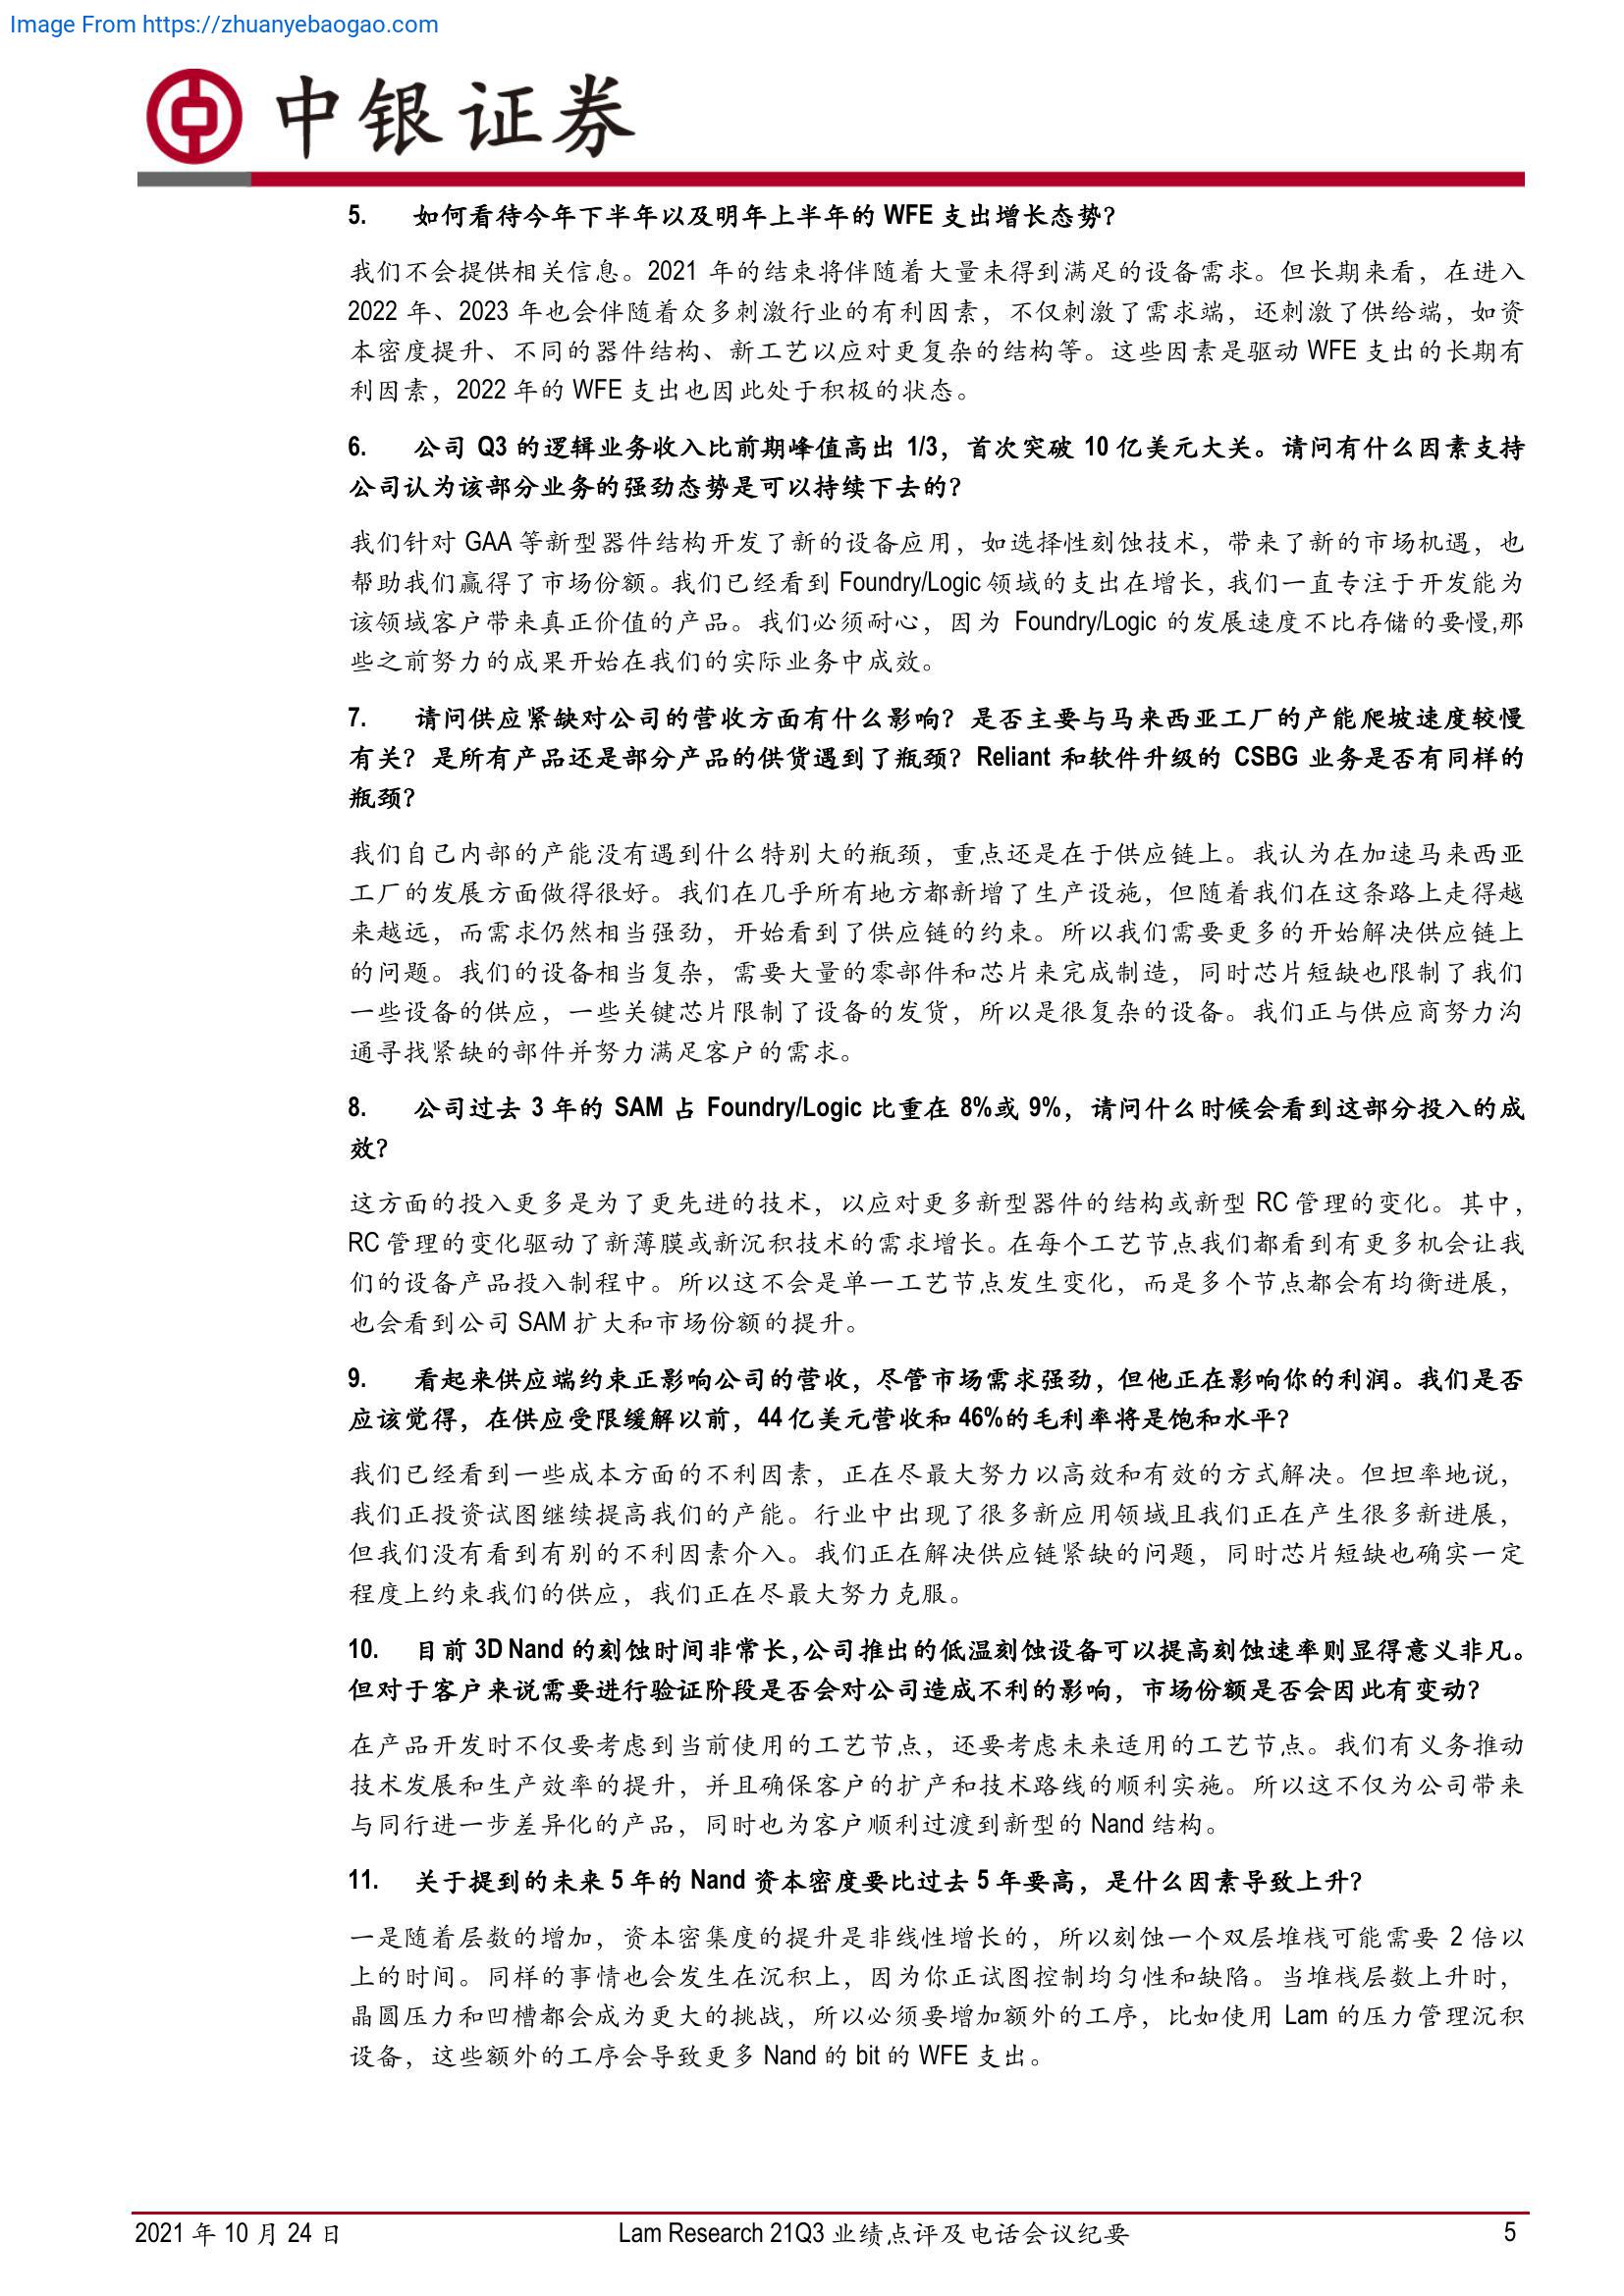 Image From https://zhuanyebaogao.com
中银证券
5. 如何看待今年下半年以及明年上半年的 WFE 支出增长态势？
我们不会提供相关信息。2021 年的结束将伴随着大量未得到满足的设备需求。但长期来看，在进入
2022 年、2023 年也会伴随着众多刺激行业的有利因素，不仅刺激了需求端，还刺激了供给端，如资
本密度提升、不同的器件结构、新工艺以应对更复杂的结构等。这些因素是驱动 WFE 支出的长期有
利因素，2022 年的 WFE 支出也因此处于积极的状态。
6. 公司 Q3 的逻辑业务收入比前期峰值高出 1/3，首次突破 10 亿美元大关。请问有什么因素支持
公司认为该部分业务的强劲态势是可以持续下去的？
我们针对 GAA 等新型器件结构开发了新的设备应用，如选择性刻蚀技术，带来了新的市场机遇，也
帮助我们赢得了市场份额。我们已经看到 Foundry/Logic 领域的支出在增长，我们一直专注于开发能为
该领域客户带来真正价值的产品。我们必须耐心，因为 Foundry/Logic 的发展速度不比存储的要慢,那
些之前努力的成果开始在我们的实际业务中成效。
7. 请问供应紧缺对公司的营收方面有什么影响？是否主要与马来西亚工厂的产能爬坡速度较慢
有关？是所有产品还是部分产品的供货遇到了瓶颈？Reliant 和软件升级的 CSBG 业务是否有同样的
瓶颈？
我们自己内部的产能没有遇到什么特别大的瓶颈，重点还是在于供应链上。我认为在加速马来西亚
工厂的发展方面做得很好。我们在几乎所有地方都新增了生产设施，但随着我们在这条路上走得越
来越远，而需求仍然相当强劲，开始看到了供应链的约束。所以我们需要更多的开始解决供应链上
的问题。我们的设备相当复杂，需要大量的零部件和芯片来完成制造，同时芯片短缺也限制了我们
一些设备的供应，一些关键芯片限制了设备的发货，所以是很复杂的设备。我们正与供应商努力沟
通寻找紧缺的部件并努力满足客户的需求。
8. 公司过去 3 年的 SAM 占 Foundry/Logic 比重在 8%或 9%，请问什么时候会看到这部分投入的成
效？
这方面的投入更多是为了更先进的技术，以应对更多新型器件的结构或新型 RC 管理的变化。其中，
RC 管理的变化驱动了新薄膜或新沉积技术的需求增长。在每个工艺节点我们都看到有更多机会让我
们的设备产品投入制程中。所以这不会是单一工艺节点发生变化，而是多个节点都会有均衡进展，
也会看到公司 SAM 扩大和市场份额的提升。
9. 看起来供应端约束正影响公司的营收，尽管市场需求强劲，但他正在影响你的利润。我们是否
应该觉得，在供应受限缓解以前，44 亿美元营收和 46%的毛利率将是饱和水平？
我们已经看到一些成本方面的不利因素，正在尽最大努力以高效和有效的方式解决。但坦率地说，
我们正投资试图继续提高我们的产能。行业中出现了很多新应用领域且我们正在产生很多新进展，
但我们没有看到有别的不利因素介入。我们正在解决供应链紧缺的问题，同时芯片短缺也确实一定
程度上约束我们的供应，我们正在尽最大努力克服。
10. 目前 3D Nand 的刻蚀时间非常长,公司推出的低温刻蚀设备可以提高刻蚀速率则显得意义非凡。
但对于客户来说需要进行验证阶段是否会对公司造成不利的影响，市场份额是否会因此有变动？
在产品开发时不仅要考虑到当前使用的工艺节点，还要考虑未来适用的工艺节点。我们有义务推动
技术发展和生产效率的提升，并且确保客户的扩产和技术路线的顺利实施。所以这不仅为公司带来
与同行进一步差异化的产品，同时也为客户顺利过渡到新型的 Nand 结构。
11. 关于提到的未来 5 年的 Nand 资本密度要比过去 5 年要高，是什么因素导致上升？
一是随着层数的增加，资本密集度的提升是非线性增长的，所以刻蚀一个双层堆栈可能需要 2 倍以
上的时间。同样的事情也会发生在沉积上，因为你正试图控制均匀性和缺陷。当堆栈层数上升时，
晶圆压力和凹槽都会成为更大的挑战，所以必须要增加额外的工序，比如使用 Lam 的压力管理沉积
设备，这些额外的工序会导致更多 Nand 的 bit 的 WFE 支出。
2021 年 10 月 24 日 Lam Research 21Q3 业绩点评及电话会议纪要 5